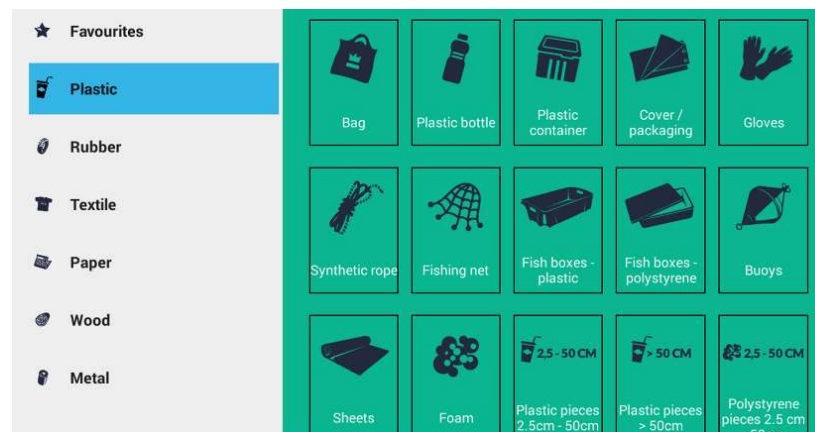 Favourites
Plastic
Rubber
Textile
Paper
Wood
Metal
Bag
Plastic bottle
Plastic
container
Cover /
packaging
Gloves
Synthetic rope
Fishing net
Fish boxes -
plastic
Fish boxes -
polystyrene
Buoys
Sheets
Foam
2,5 - 50 CM
Plastic pieces
2.5cm - 50cm
> 50 CM
Plastic pieces
> 50cm
2,5 - 50 CM
Polystyrene
pieces 2.5 cm